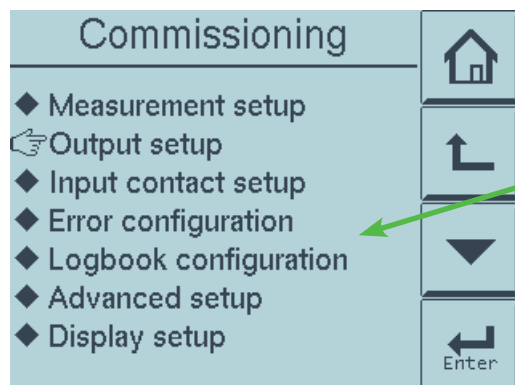 Commissioning
Measurement setup
Output setup
Input contact setup
Error configuration
Logbook configuration
Advanced setup
Display setup
Enter